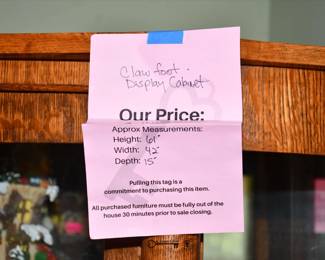 Claw foot.
Display Cabinet
Our Price:
Approx Measurements:
Height: 61"
Width: 42"
Depth: 15"
Pulling this tag is a
commitment to purchasing this item.
All purchased furniture must be fully out of the
house 30 minutes prior to sale closing.